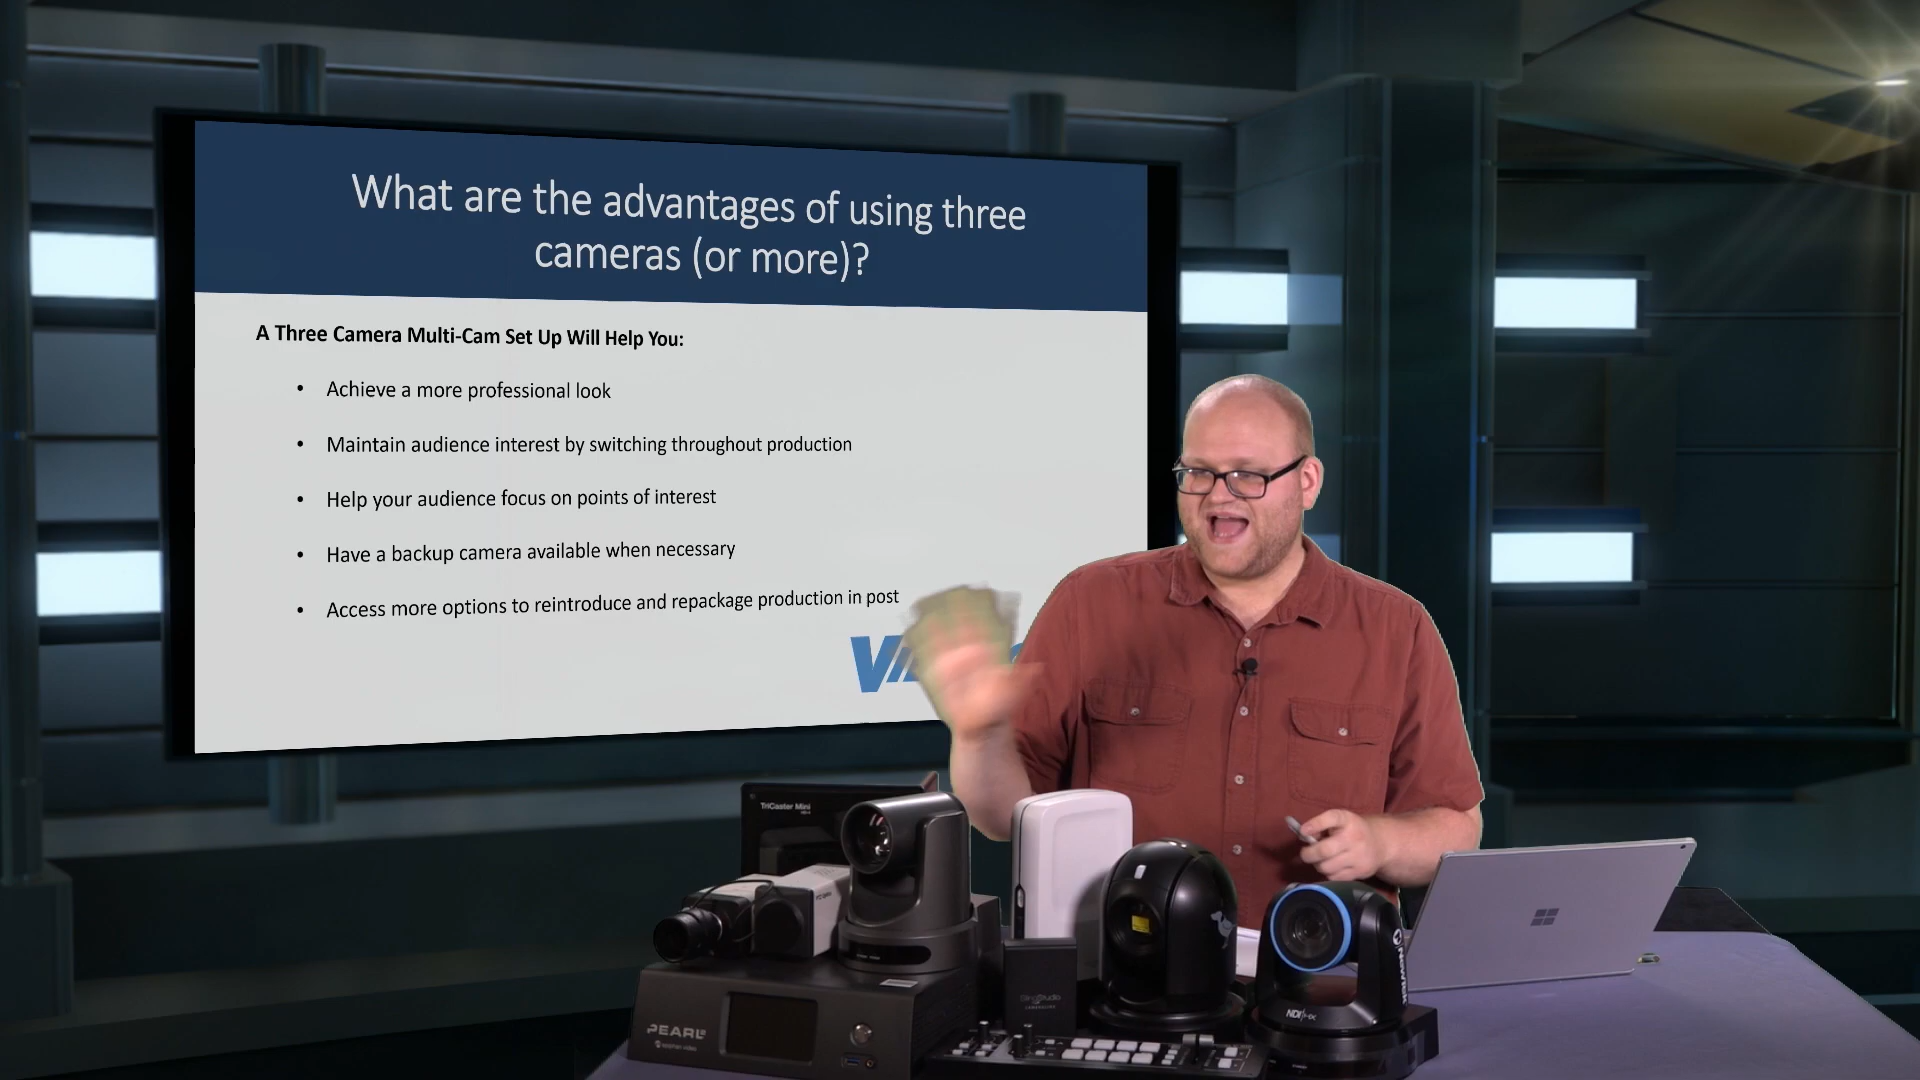 What are the advantages of using three
cameras (or more)?
A Three Camera Multi-Cam Set Up Will Help You:
• Achieve a more professional look
• Maintain audience interest by switching throughout production
• Help your audience focus on points of interest
• Have a backup camera available when necessary
• Access more options to reintroduce and repackage production in post
TriCaster Mini
PEARL
epiphan video
NewTek
NDI|HX